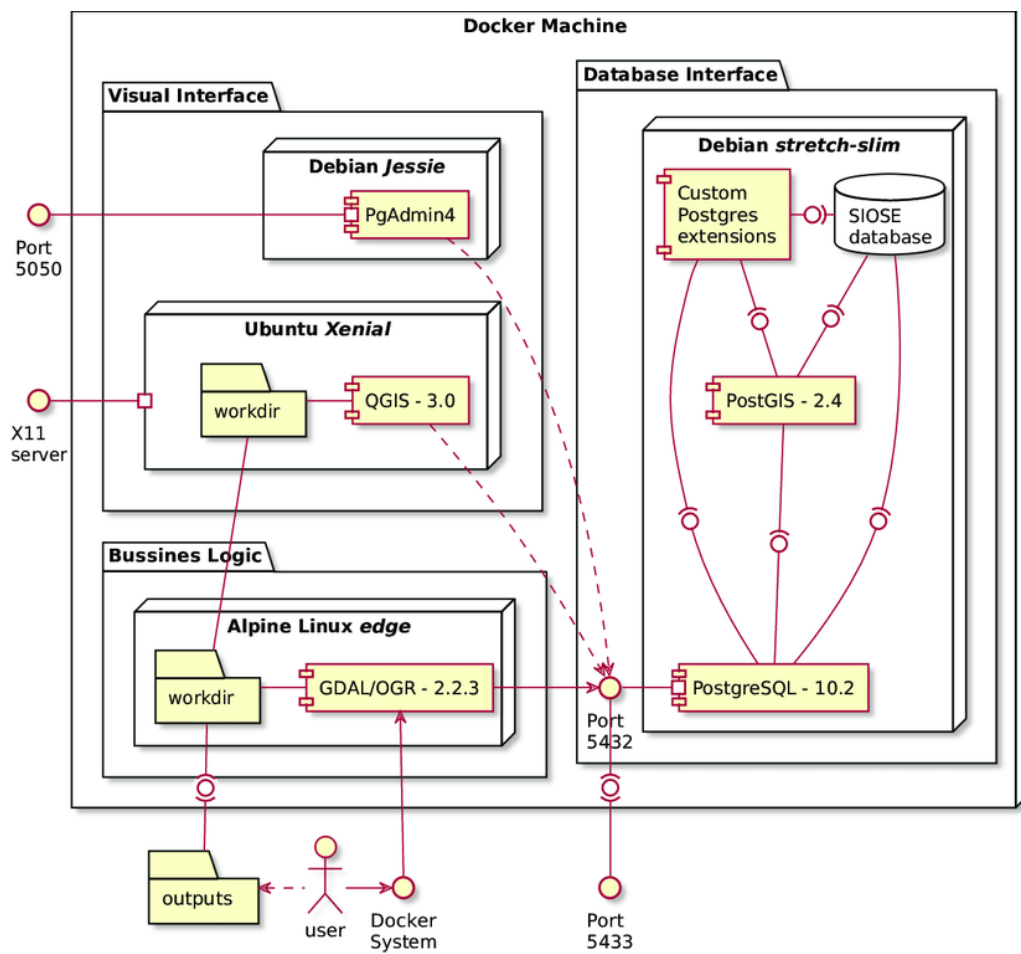 Docker Machine
Visual Interface
Debian Jessie
PgAdmin4
Port
5050
Ubuntu Xenial
workdir
QGIS - 3.0
X11
server
Database Interface
Debian stretch-slim
Custom
Postgres
extensions
SIOSE
database
PostGIS - 2.4
PostgreSQL - 10.2
Bussines Logic
Alpine Linux edge
workdir
GDAL/OGR - 2.2.3
Port
5432
outputs
user
Docker
System
Port
5433